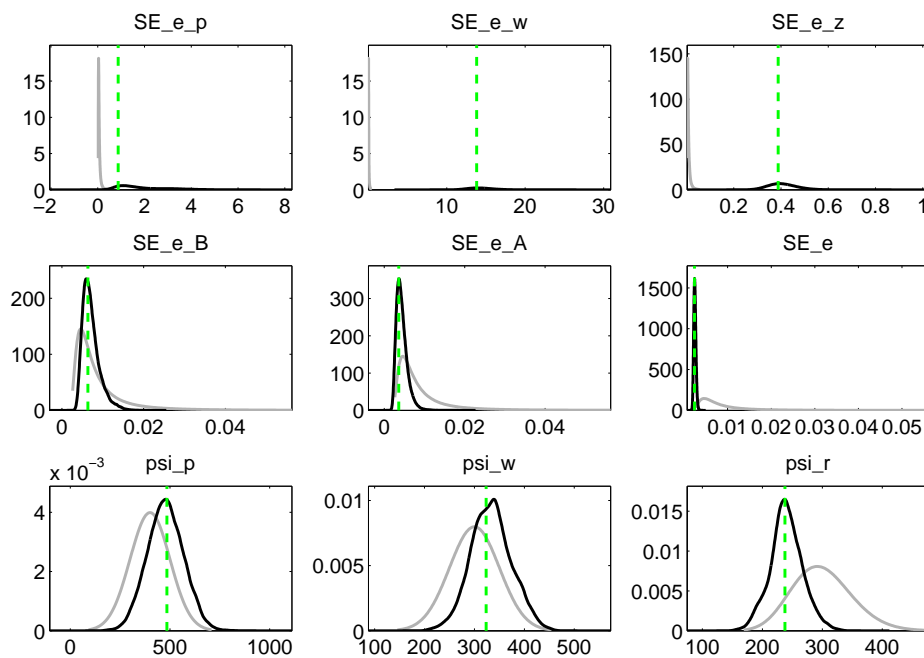 SE_e_p
SE_e_w
SE_e_z
15
10
5
0
−2 0 2 4 6 8
15
10
5
0
10 20 30
150
100
50
0
0.2 0.4 0.6 0.8 1
SE_e_B
SE_e_A
SE_e
200
100
0
0 0.02 0.04
300
200
100
0
0 0.02 0.04
1500
1000
500
0
0.01 0.02 0.03 0.04 0.05
psi_p
psi_w
psi_r
x 10⁻³
4
2
0
0 500 1000
0.01
0.005
0
100 200 300 400 500
0.015
0.01
0.005
0
100 200 300 400